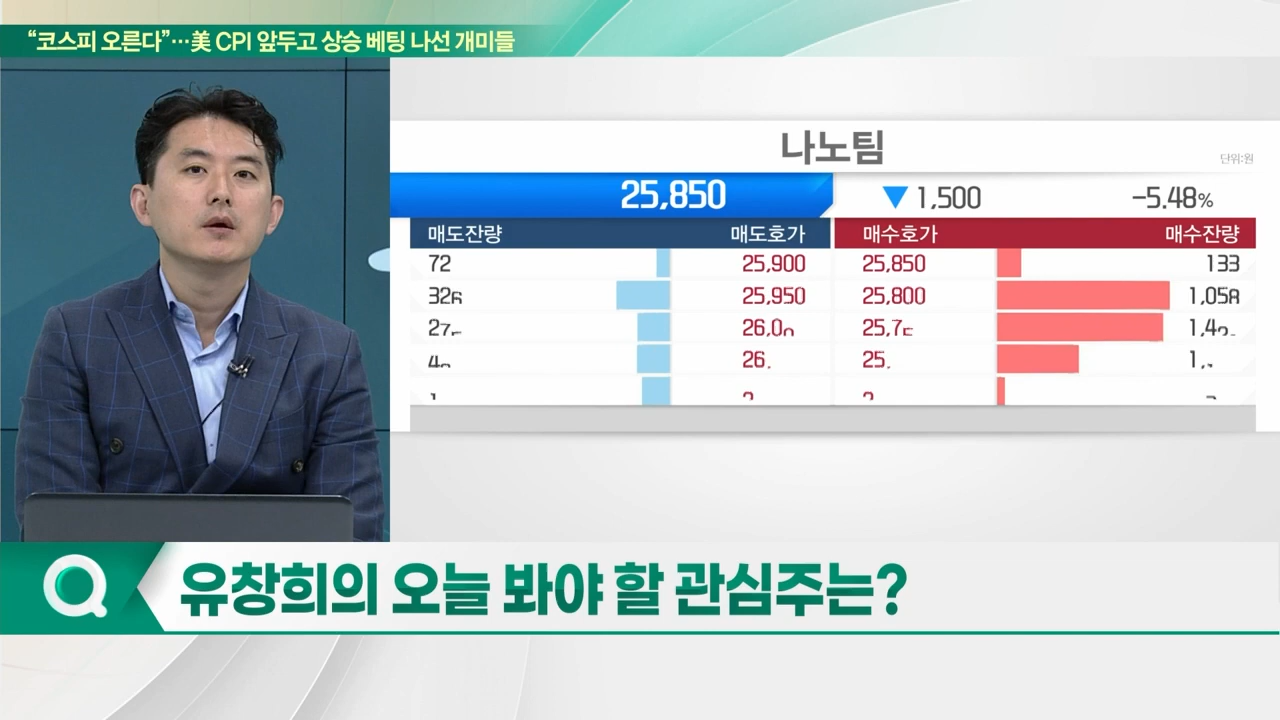 “코스피 오른다”…美 CPI 앞두고 상승 베팅 나선 개미들
나노팀
단위:원
25,850 ▼ 1,500 -5.48%
매도잔량 매도호가 매수호가 매수잔량
72 25,900 25,850 133
326 25,950 25,800 1,058
유창희의 오늘 봐야 할 관심주는?